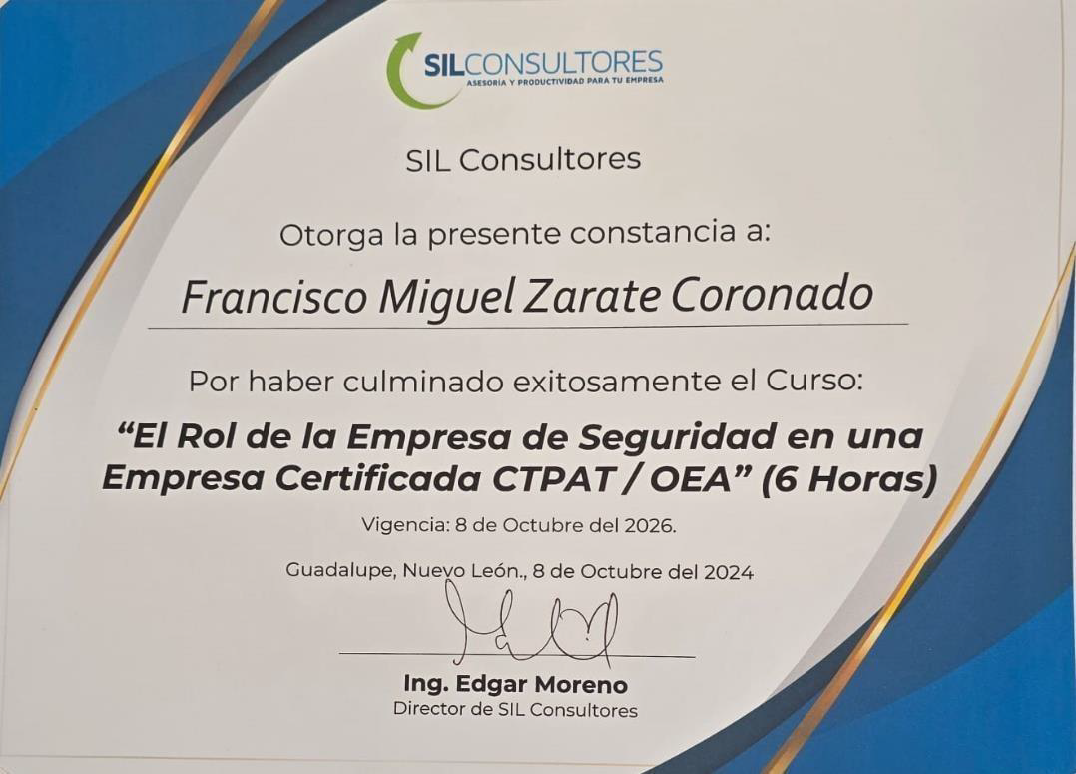 SILCONSULTORES
ASESORÍA Y PRODUCTIVIDAD PARA TU EMPRESA
SIL Consultores
Otorga la presente constancia a:
Francisco Miguel Zarate Coronado
Por haber culminado exitosamente el Curso:
“El Rol de la Empresa de Seguridad en una
Empresa Certificada CTPAT / OEA” (6 Horas)
Vigencia: 8 de Octubre del 2026.
Guadalupe, Nuevo León., 8 de Octubre del 2024
Ing. Edgar Moreno
Director de SIL Consultores